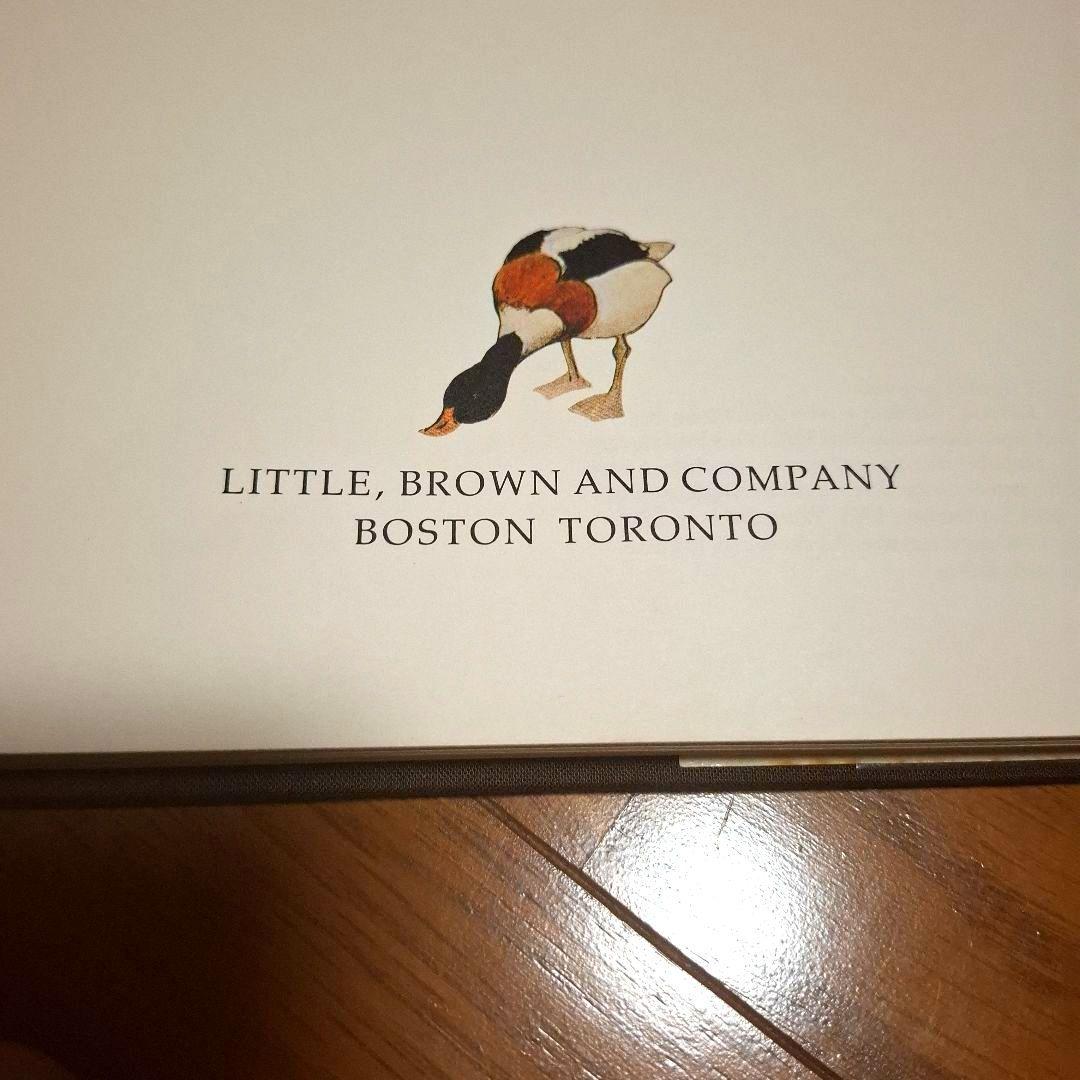 LITTLE, BROWN AND COMPANY
BOSTON TORONTO